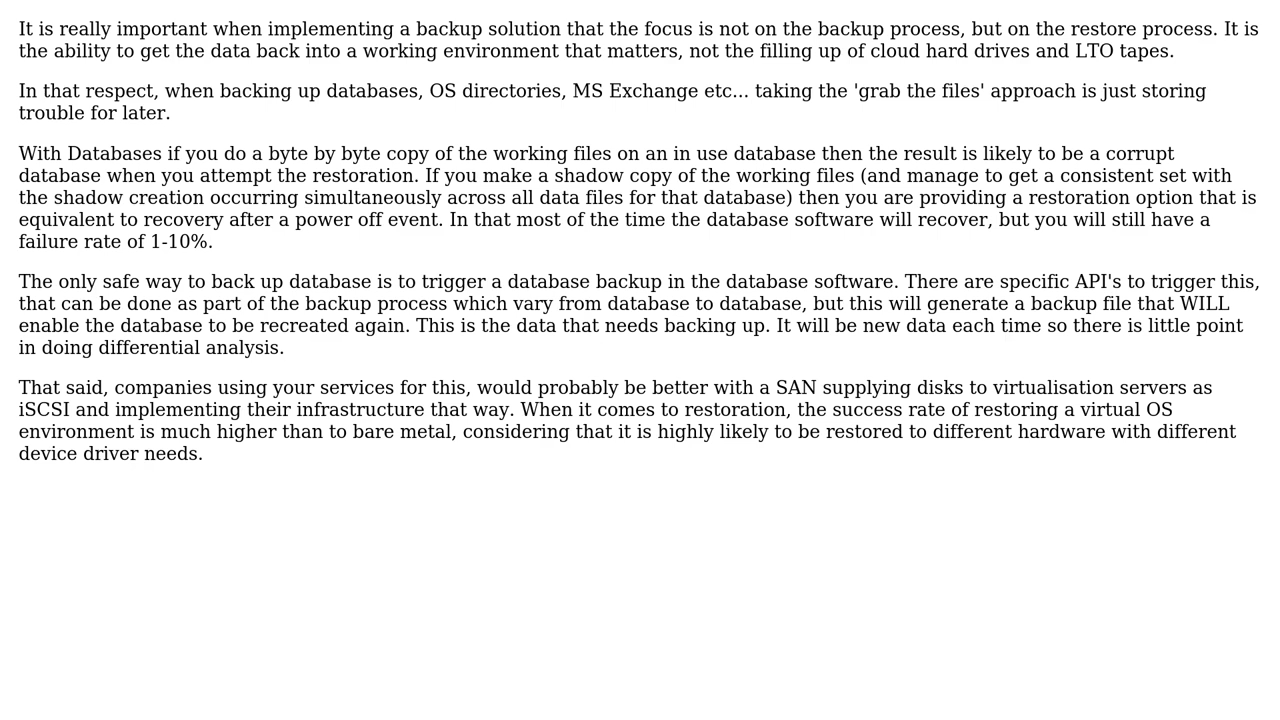 It is really important when implementing a backup solution that the focus is not on the backup process, but on the restore process. It is
the ability to get the data back into a working environment that matters, not the filling up of cloud hard drives and LTO tapes.
In that respect, when backing up databases, OS directories, MS Exchange etc... taking the 'grab the files' approach is just storing
trouble for later.
With Databases if you do a byte by byte copy of the working files on an in use database then the result is likely to be a corrupt
database when you attempt the restoration. If you make a shadow copy of the working files (and manage to get a consistent set with
the shadow creation occurring simultaneously across all data files for that database) then you are providing a restoration option that is
equivalent to recovery after a power off event. In that most of the time the database software will recover, but you will still have a
failure rate of 1-10%.
The only safe way to back up database is to trigger a database backup in the database software. There are specific API's to trigger this,
that can be done as part of the backup process which vary from database to database, but this will generate a backup file that WILL
enable the database to be recreated again. This is the data that needs backing up. It will be new data each time so there is little point
in doing differential analysis.
That said, companies using your services for this, would probably be better with a SAN supplying disks to virtualisation servers as
iSCSI and implementing their infrastructure that way. When it comes to restoration, the success rate of restoring a virtual OS
environment is much higher than to bare metal, considering that it is highly likely to be restored to different hardware with different
device driver needs.